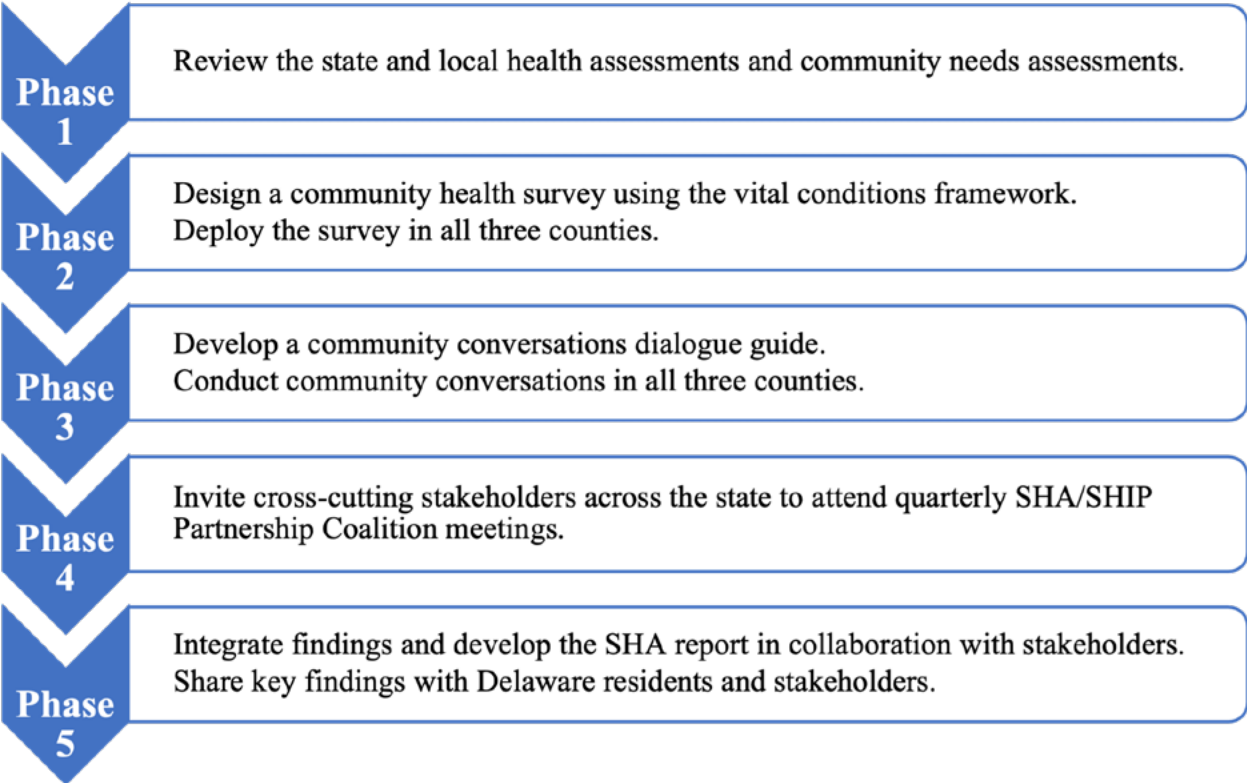 Phase
1
Review the state and local health assessments and community needs assessments.
Phase
2
Design a community health survey using the vital conditions framework.
Deploy the survey in all three counties.
Phase
3
Develop a community conversations dialogue guide.
Conduct community conversations in all three counties.
Phase
4
Invite cross-cutting stakeholders across the state to attend quarterly SHA/SHIP
Partnership Coalition meetings.
Phase
5
Integrate findings and develop the SHA report in collaboration with stakeholders.
Share key findings with Delaware residents and stakeholders.